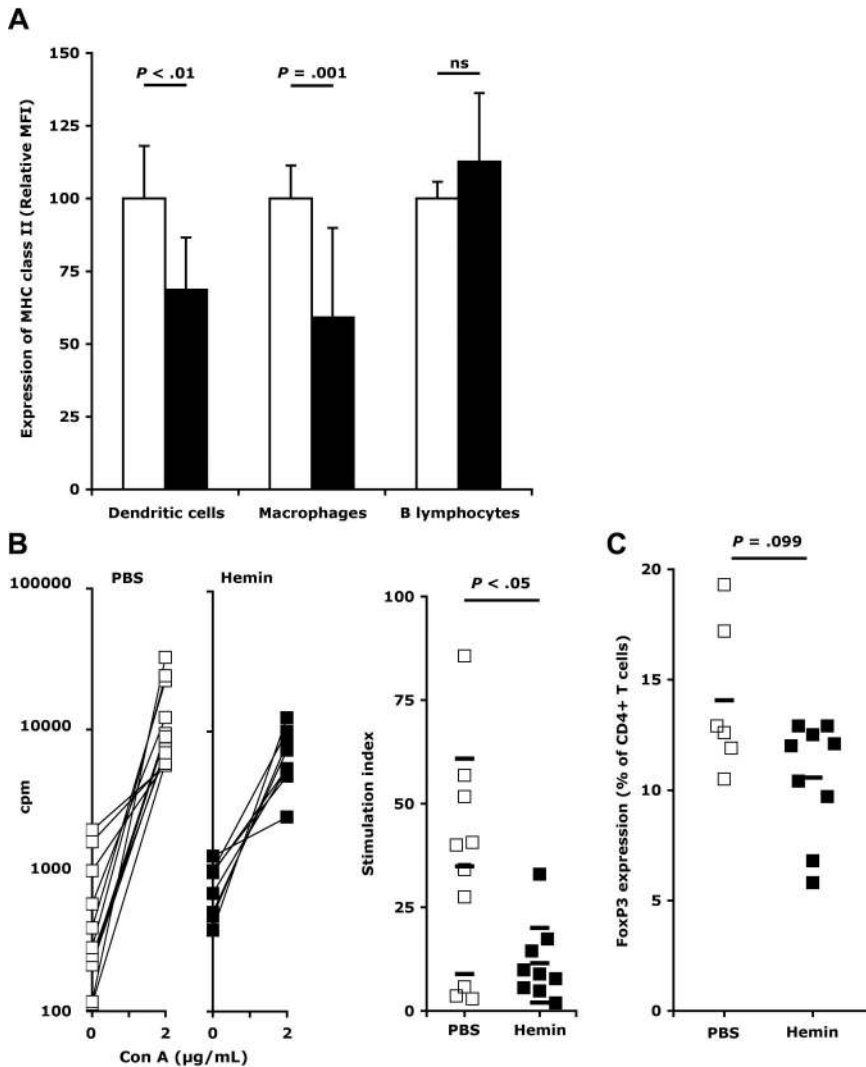 A
Expression of MHC class II (Relative MFI)
150
125
100
75
50
25
0
P < .01
P = .001
ns
Dendritic cells
Macrophages
B lymphocytes
B
PBS
Hemin
cpm
100000
10000
1000
100
0
2
0
2
Con A (µg/mL)
P < .05
Stimulation index
100
75
50
25
0
PBS
Hemin
C
P = .099
FoxP3 expression (% of CD4+ T cells)
20
15
10
5
0
PBS
Hemin